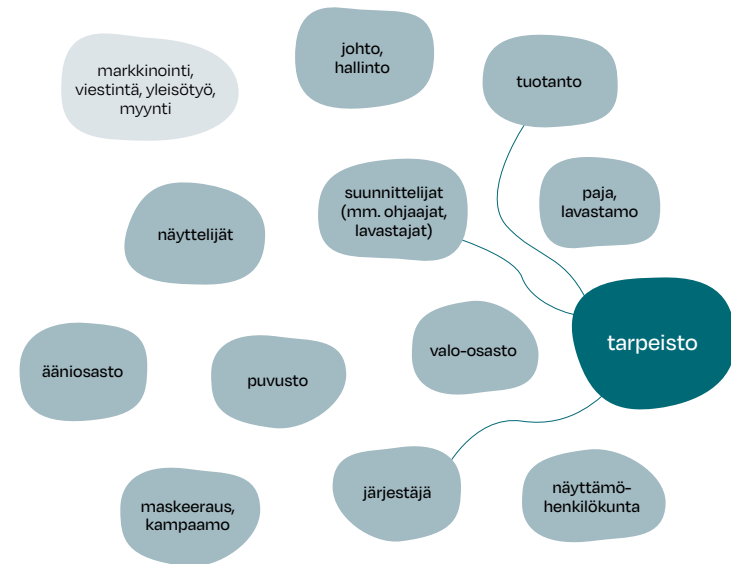 johto,
hallinto
markkinointi,
viestintä, yleisötyö,
myynti
tuotanto
suunnittelijat
(mm. ohjaajat,
lavastajat)
paja,
lavastamo
näyttelijät
tarpeisto
valo-osasto
ääniosasto
puvusto
järjestäjä
näyttämö-
henkilökunta
maskeeraus,
kampaamo